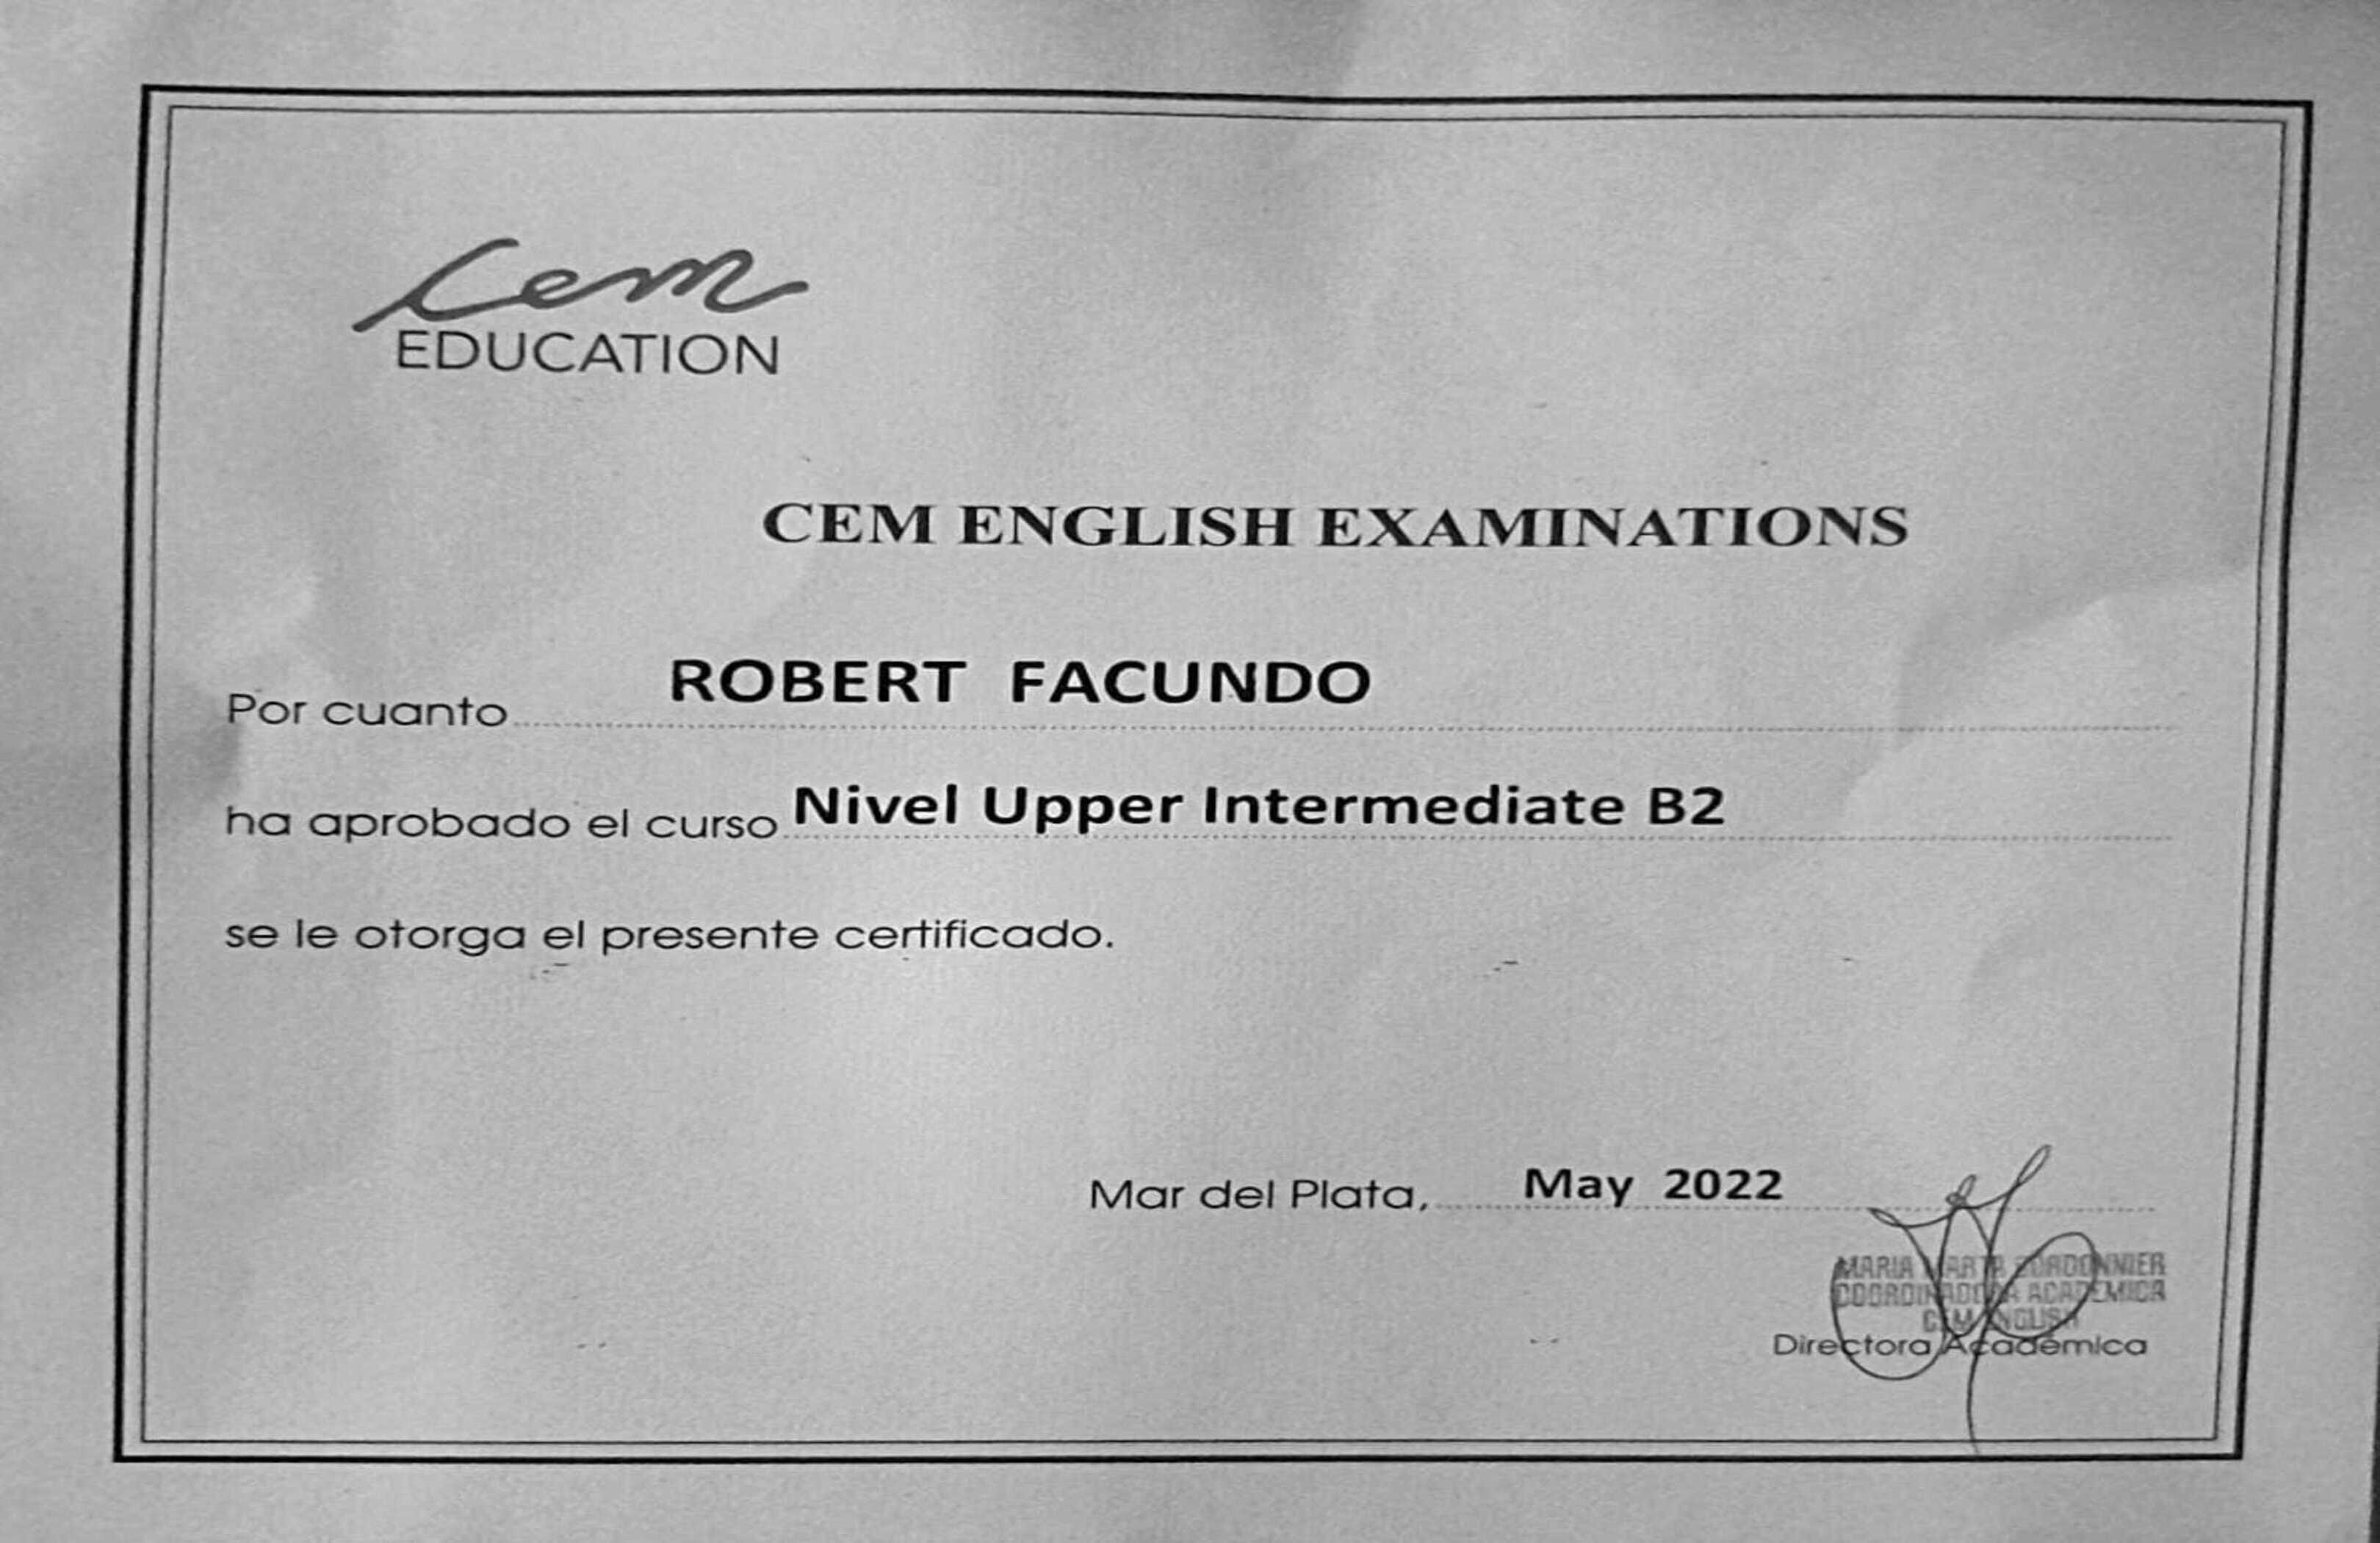 cem
EDUCATION
CEM ENGLISH EXAMINATIONS
Por cuanto ROBERT FACUNDO
ha aprobado el curso Nivel Upper Intermediate B2
se le otorga el presente certificado.
Mar del Plata, May 2022
MARIA MARTA CORDONNIER
COORDINADORA ACADEMICA
CEM ENGLISH
Directora Académica